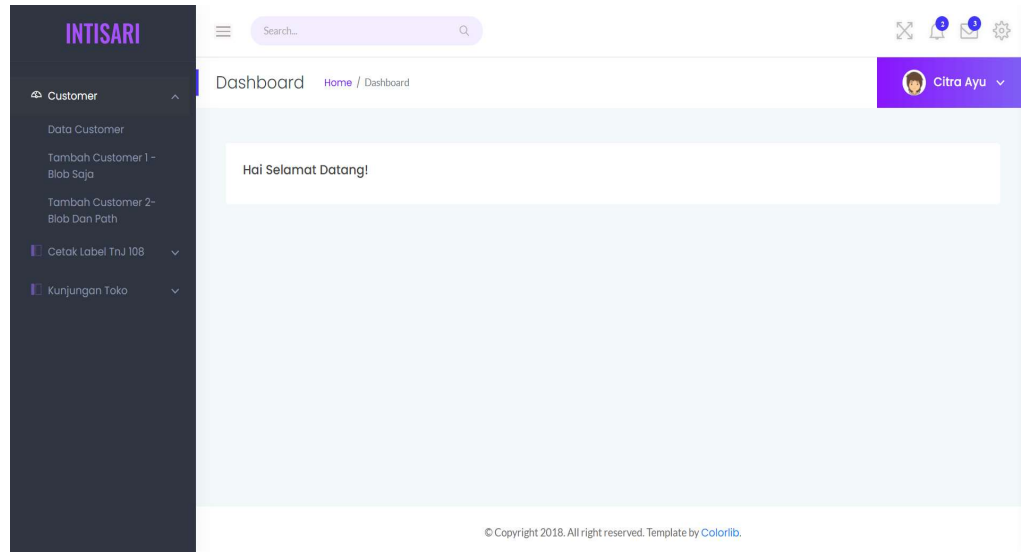 INTISARI
Search...
2
3
Customer
Data Customer
Tambah Customer 1 -
Blob Saja
Tambah Customer 2-
Blob Dan Path
Cetak Label TnJ 108
Kunjungan Toko
Dashboard
Home / Dashboard
Citra Ayu
Hai Selamat Datang!
© Copyright 2018. All right reserved. Template by Colorlib.